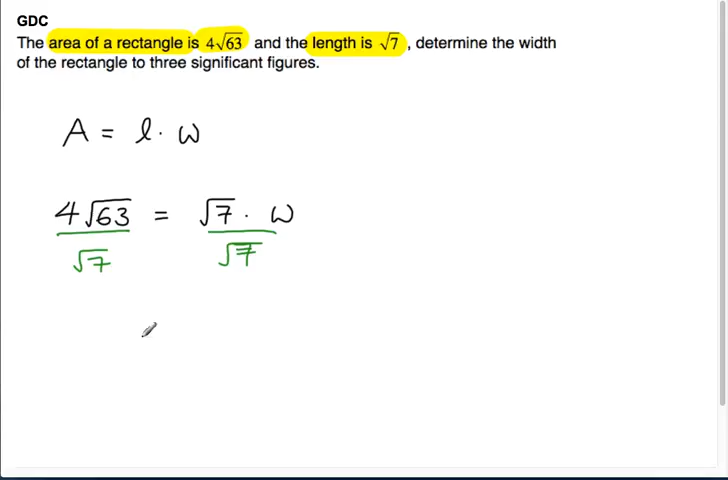 GDC
The area of a rectangle is 4√63 and the length is √7 , determine the width
of the rectangle to three significant figures.
A = l · w
4√63 = √7 · w
√7 √7